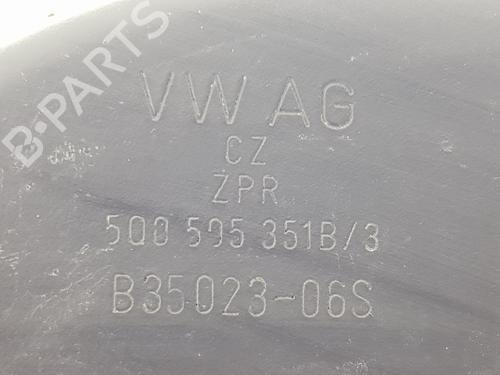 B-PARTS
VW AG
CZ
ZPR
5Q0 595 351B/3
B35023-06S